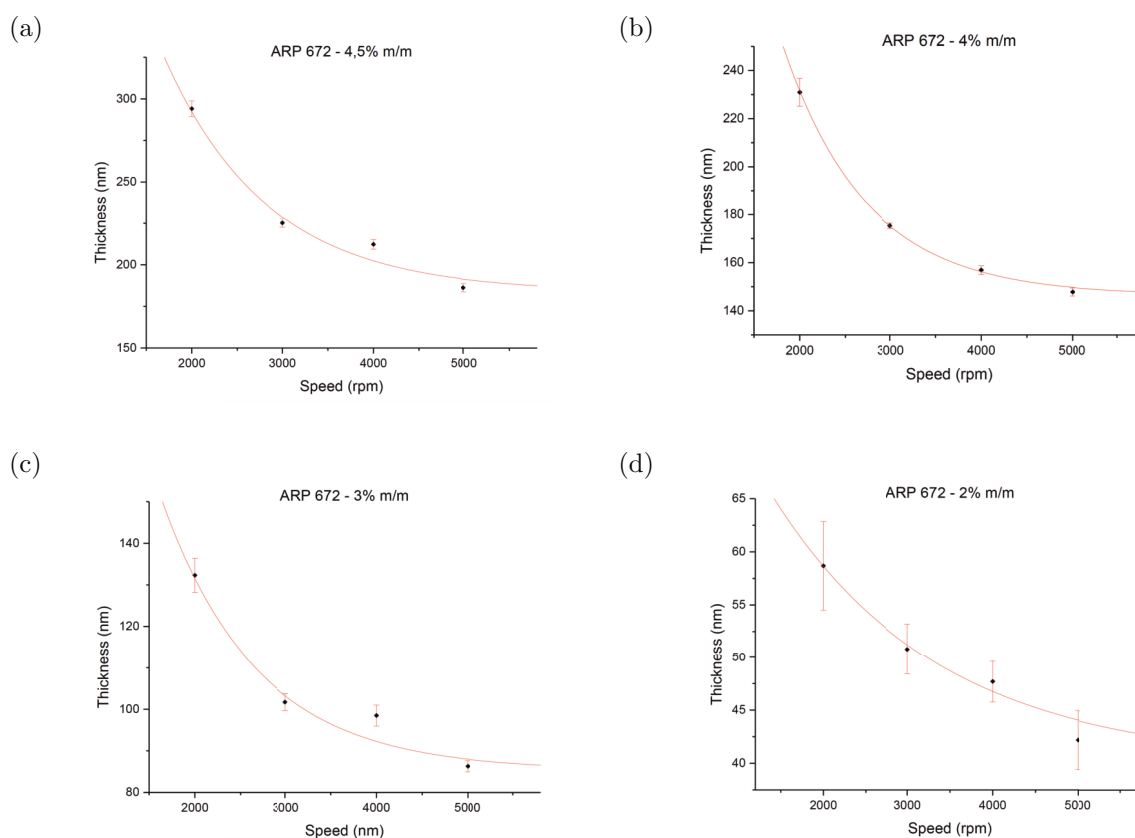 (a)
ARP 672 - 4,5% m/m
300
250
200
150
Thickness (nm)
2000 3000 4000 5000
Speed (rpm)
(b)
ARP 672 - 4% m/m
240
220
200
180
160
140
Thickness (nm)
2000 3000 4000 5000
Speed (rpm)
(c)
ARP 672 - 3% m/m
140
120
100
80
Thickness (nm)
2000 3000 4000 5000
Speed (nm)
(d)
ARP 672 - 2% m/m
65
60
55
50
45
40
Thickness (nm)
2000 3000 4000 5000
Speed (rpm)